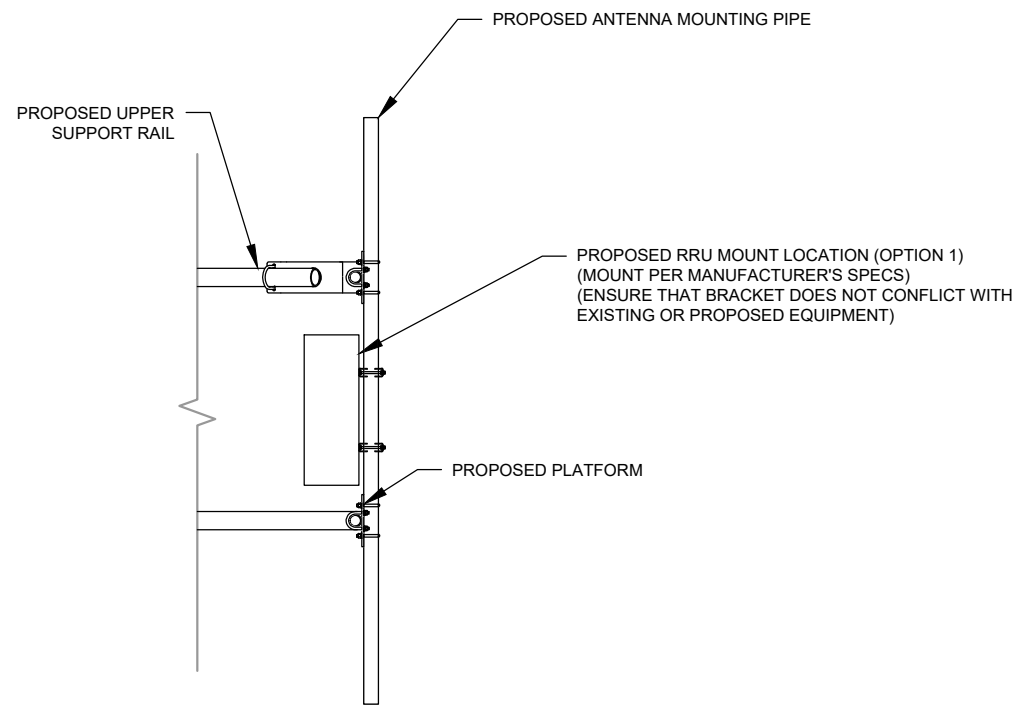 PROPOSED ANTENNA MOUNTING PIPE
PROPOSED UPPER
SUPPORT RAIL
PROPOSED RRU MOUNT LOCATION (OPTION 1)
(MOUNT PER MANUFACTURER'S SPECS)
(ENSURE THAT BRACKET DOES NOT CONFLICT WITH
EXISTING OR PROPOSED EQUIPMENT)
PROPOSED PLATFORM